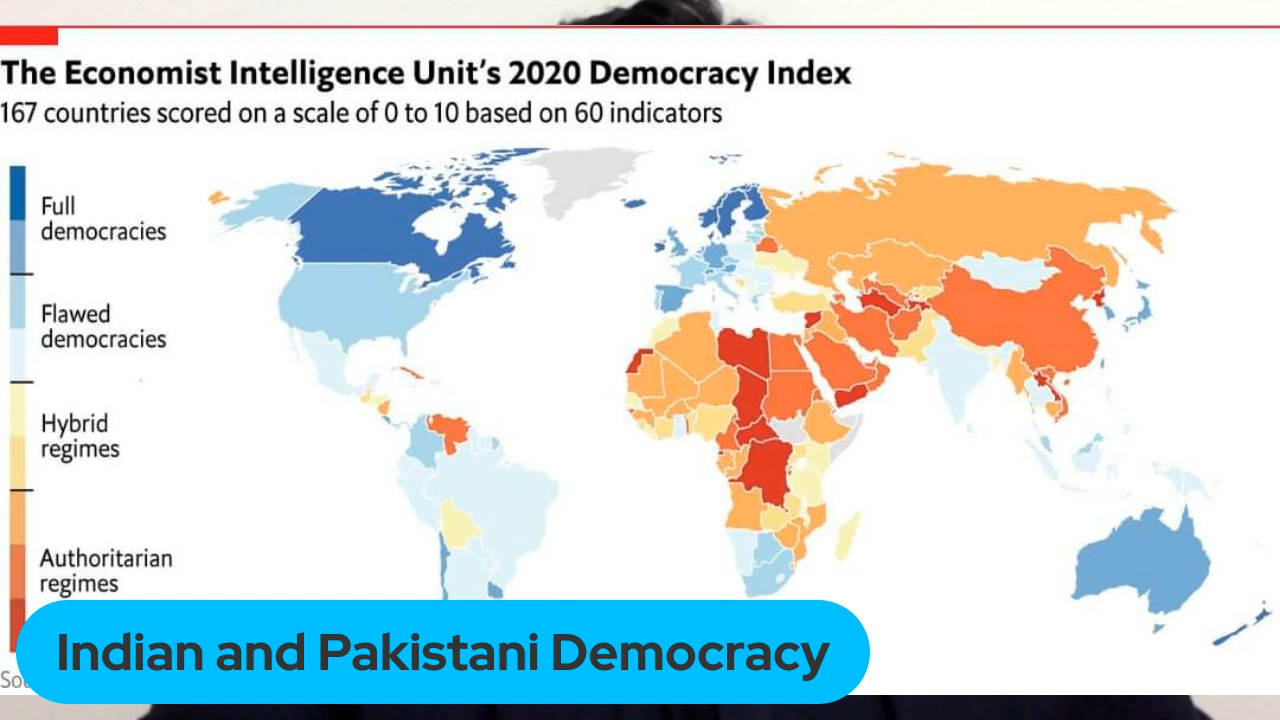 The Economist Intelligence Unit's 2020 Democracy Index
167 countries scored on a scale of 0 to 10 based on 60 indicators
Full
democracies
Flawed
democracies
Hybrid
regimes
Authoritarian
regimes
Indian and Pakistani Democracy